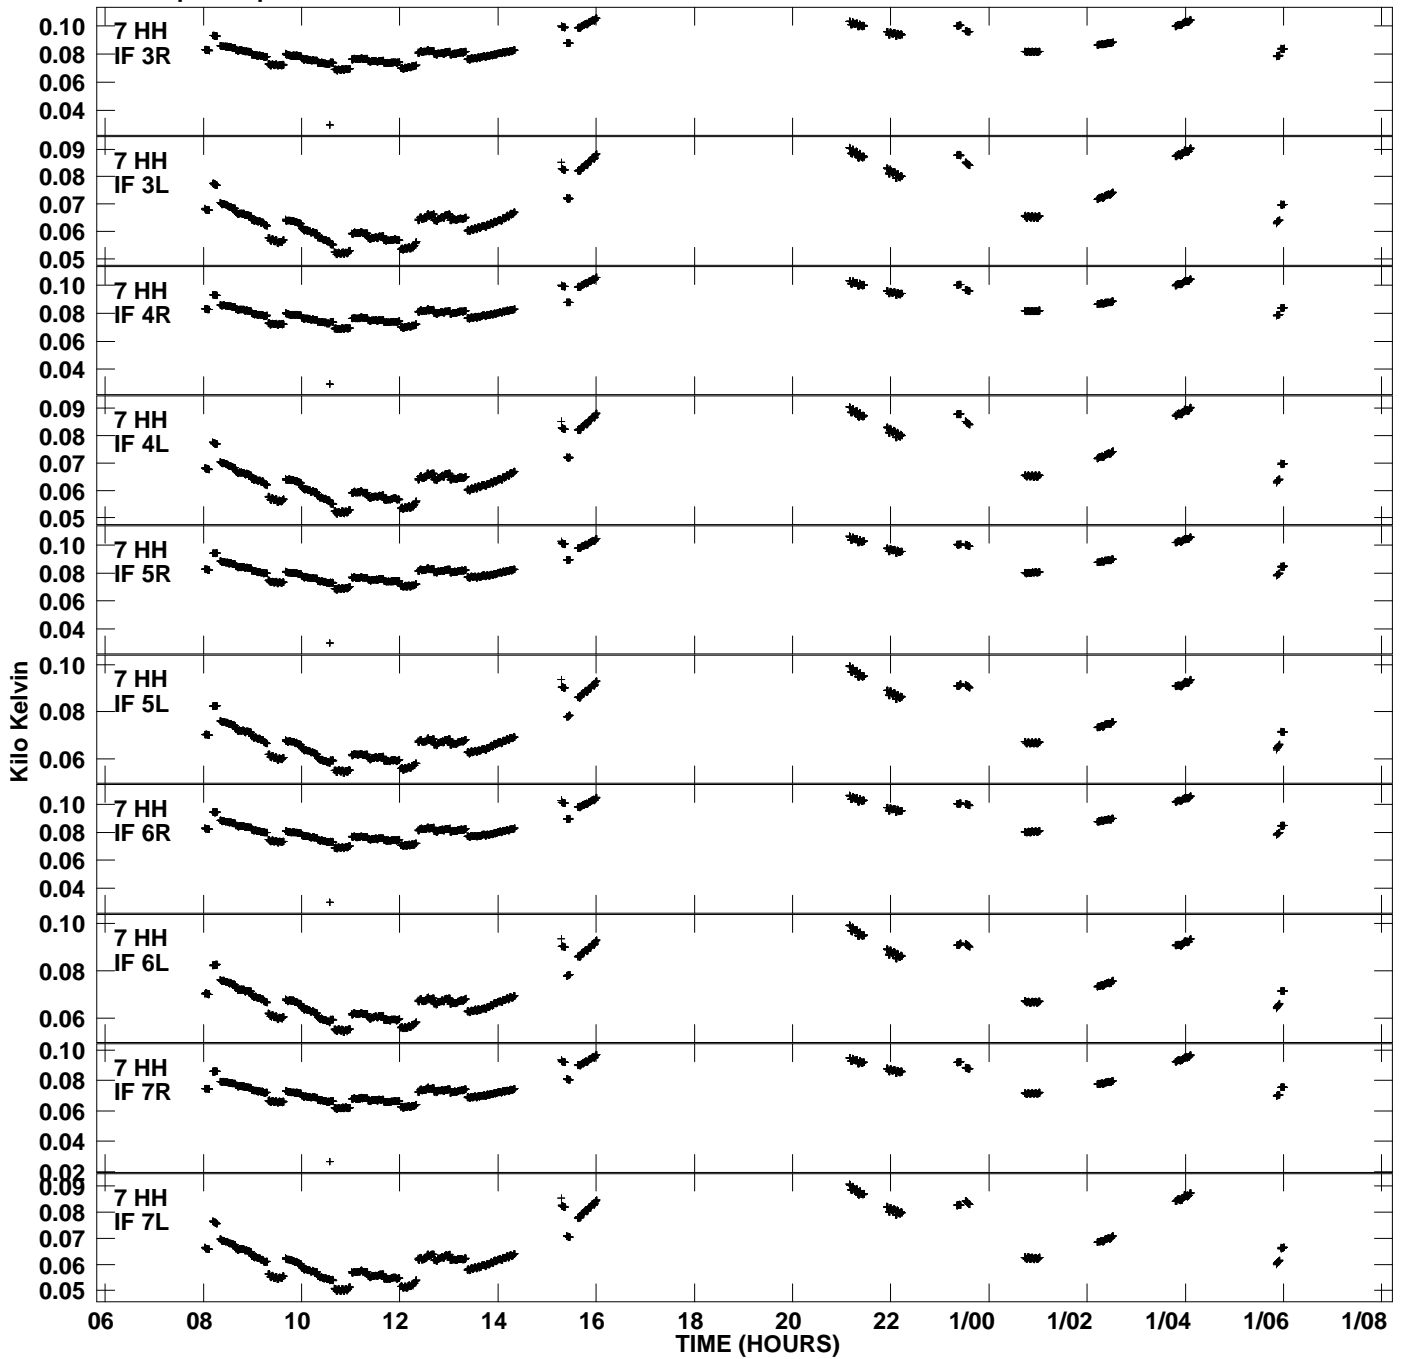 0.10
0.08
0.06
0.04
7 HH
IF 3R
0.09
0.08
0.07
0.06
0.05
7 HH
IF 3L
0.10
0.08
0.06
0.04
7 HH
IF 4R
0.09
0.08
0.07
0.06
0.05
7 HH
IF 4L
0.10
0.08
0.06
0.04
7 HH
IF 5R
0.10
0.08
0.06
7 HH
IF 5L
Kilo Kelvin
0.10
0.08
0.06
0.04
7 HH
IF 6R
0.10
0.08
0.06
7 HH
IF 6L
0.10
0.08
0.06
0.04
0.02
7 HH
IF 7R
0.09
0.08
0.07
0.06
0.05
7 HH
IF 7L
06 08 10 12 14 16 18 20 22 1/00 1/02 1/04 1/06 1/08
TIME (HOURS)